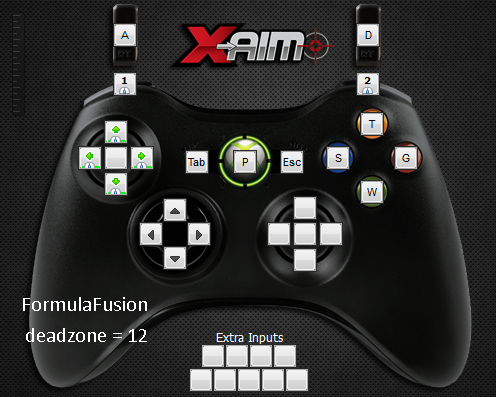 A
X-AIM
D
1
2
T
Tab
P
Esc
S
G
W
FormulaFusion
deadzone = 12
Extra Inputs